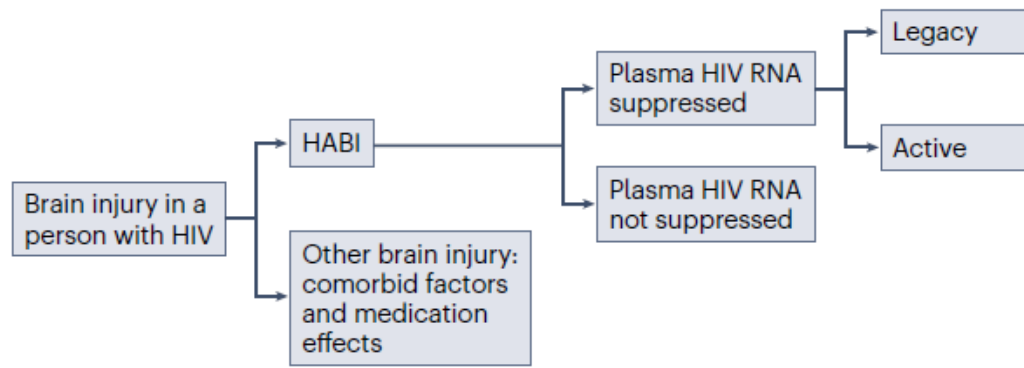 Brain injury in a
person with HIV
HABI
Other brain injury:
comorbid factors
and medication
effects
Plasma HIV RNA
suppressed
Plasma HIV RNA
not suppressed
Legacy
Active